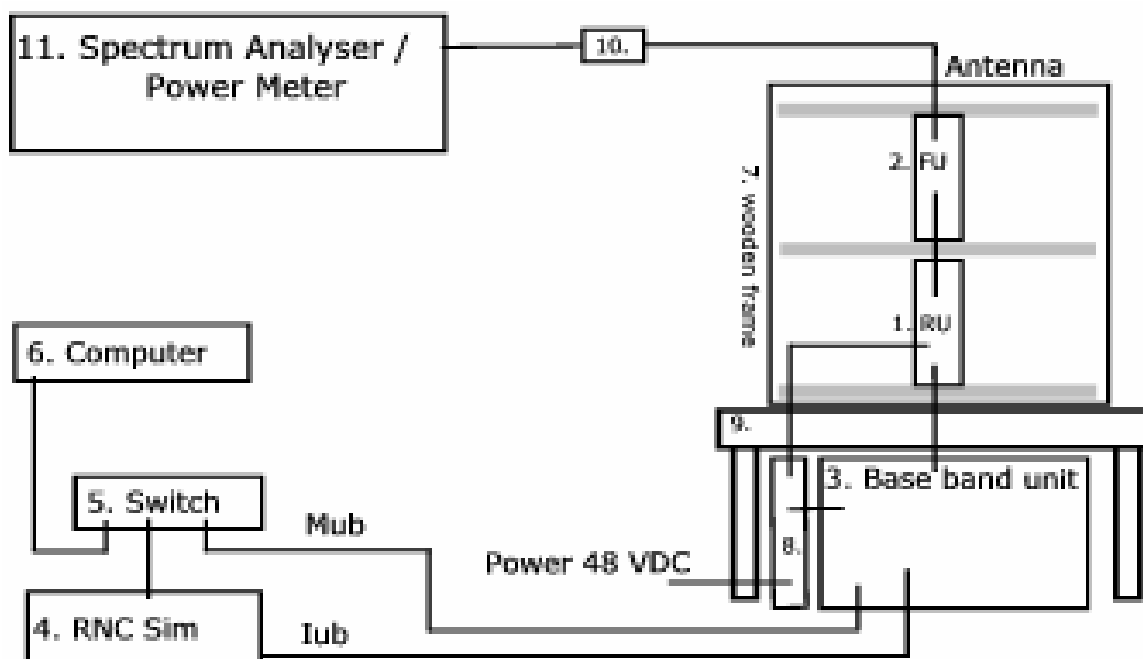 11. Spectrum Analyser /
Power Meter
10.
Antenna
2. FU
7. wooden frame
1. RU
6. Computer
9.
3. Base band unit
5. Switch
Mub
8.
Power 48 VDC
4. RNC Sim
Iub